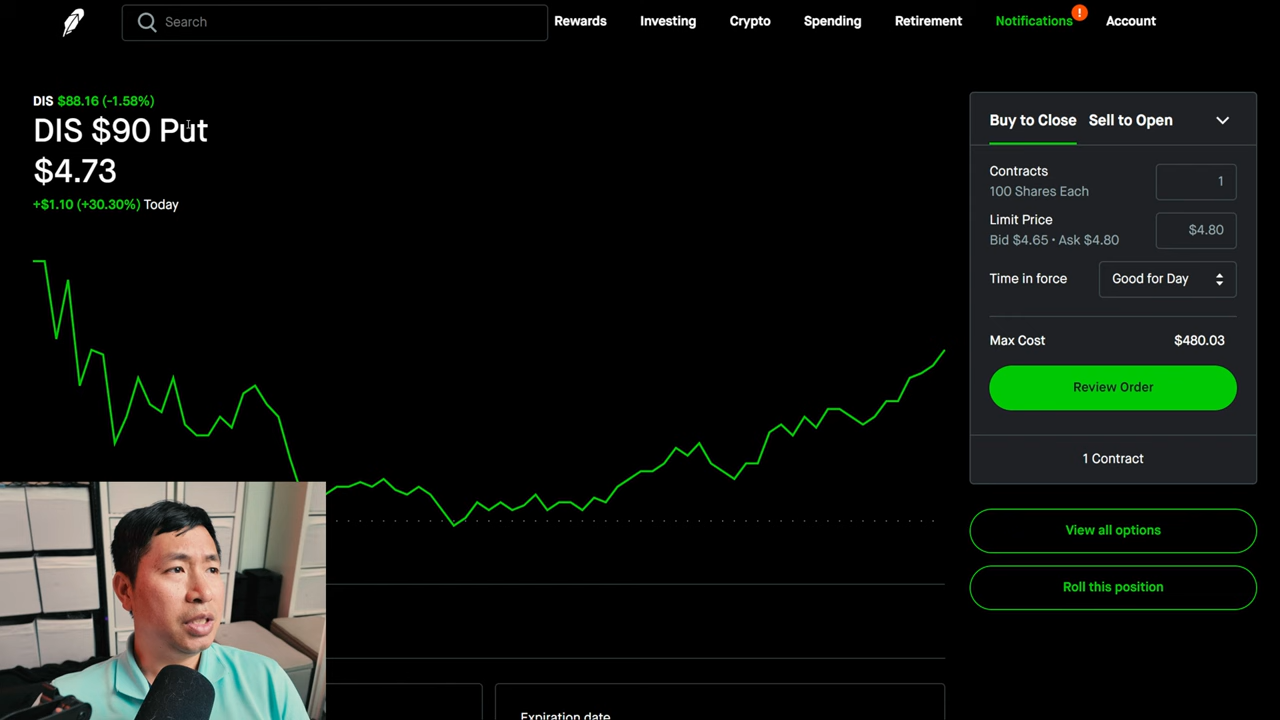 Search
Rewards
Investing
Crypto
Spending
Retirement
Notifications
!
Account
DIS $88.16 (-1.58%)
DIS $90 Put
$4.73
+$1.10 (+30.30%) Today
Buy to Close
Sell to Open
Contracts
100 Shares Each
1
Limit Price
Bid $4.65 • Ask $4.80
$4.80
Time in force
Good for Day
Max Cost
$480.03
Review Order
1 Contract
View all options
Roll this position
Expiration date